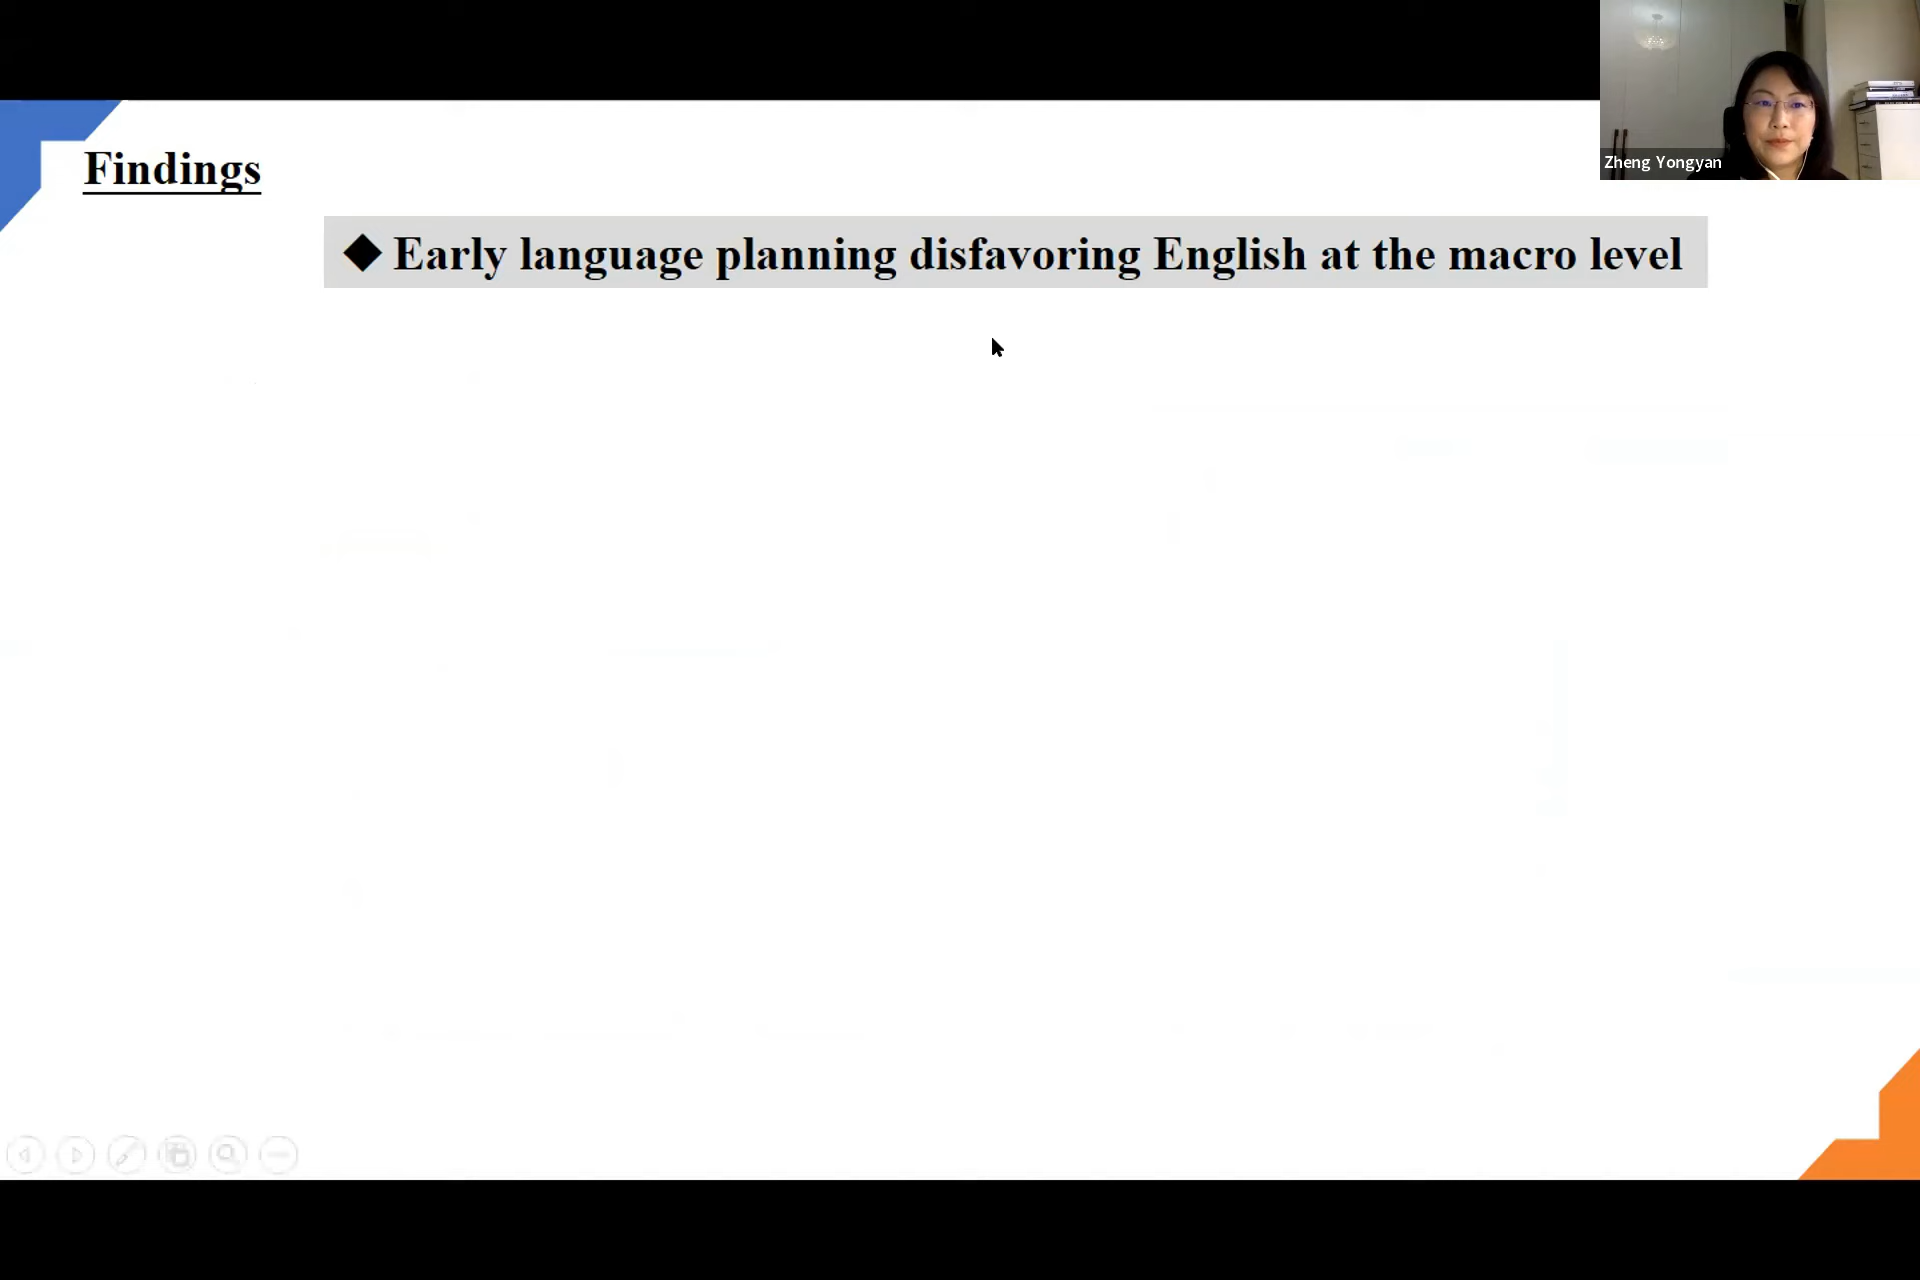 Zheng Yongyan
Findings
◆ Early language planning disfavoring English at the macro level